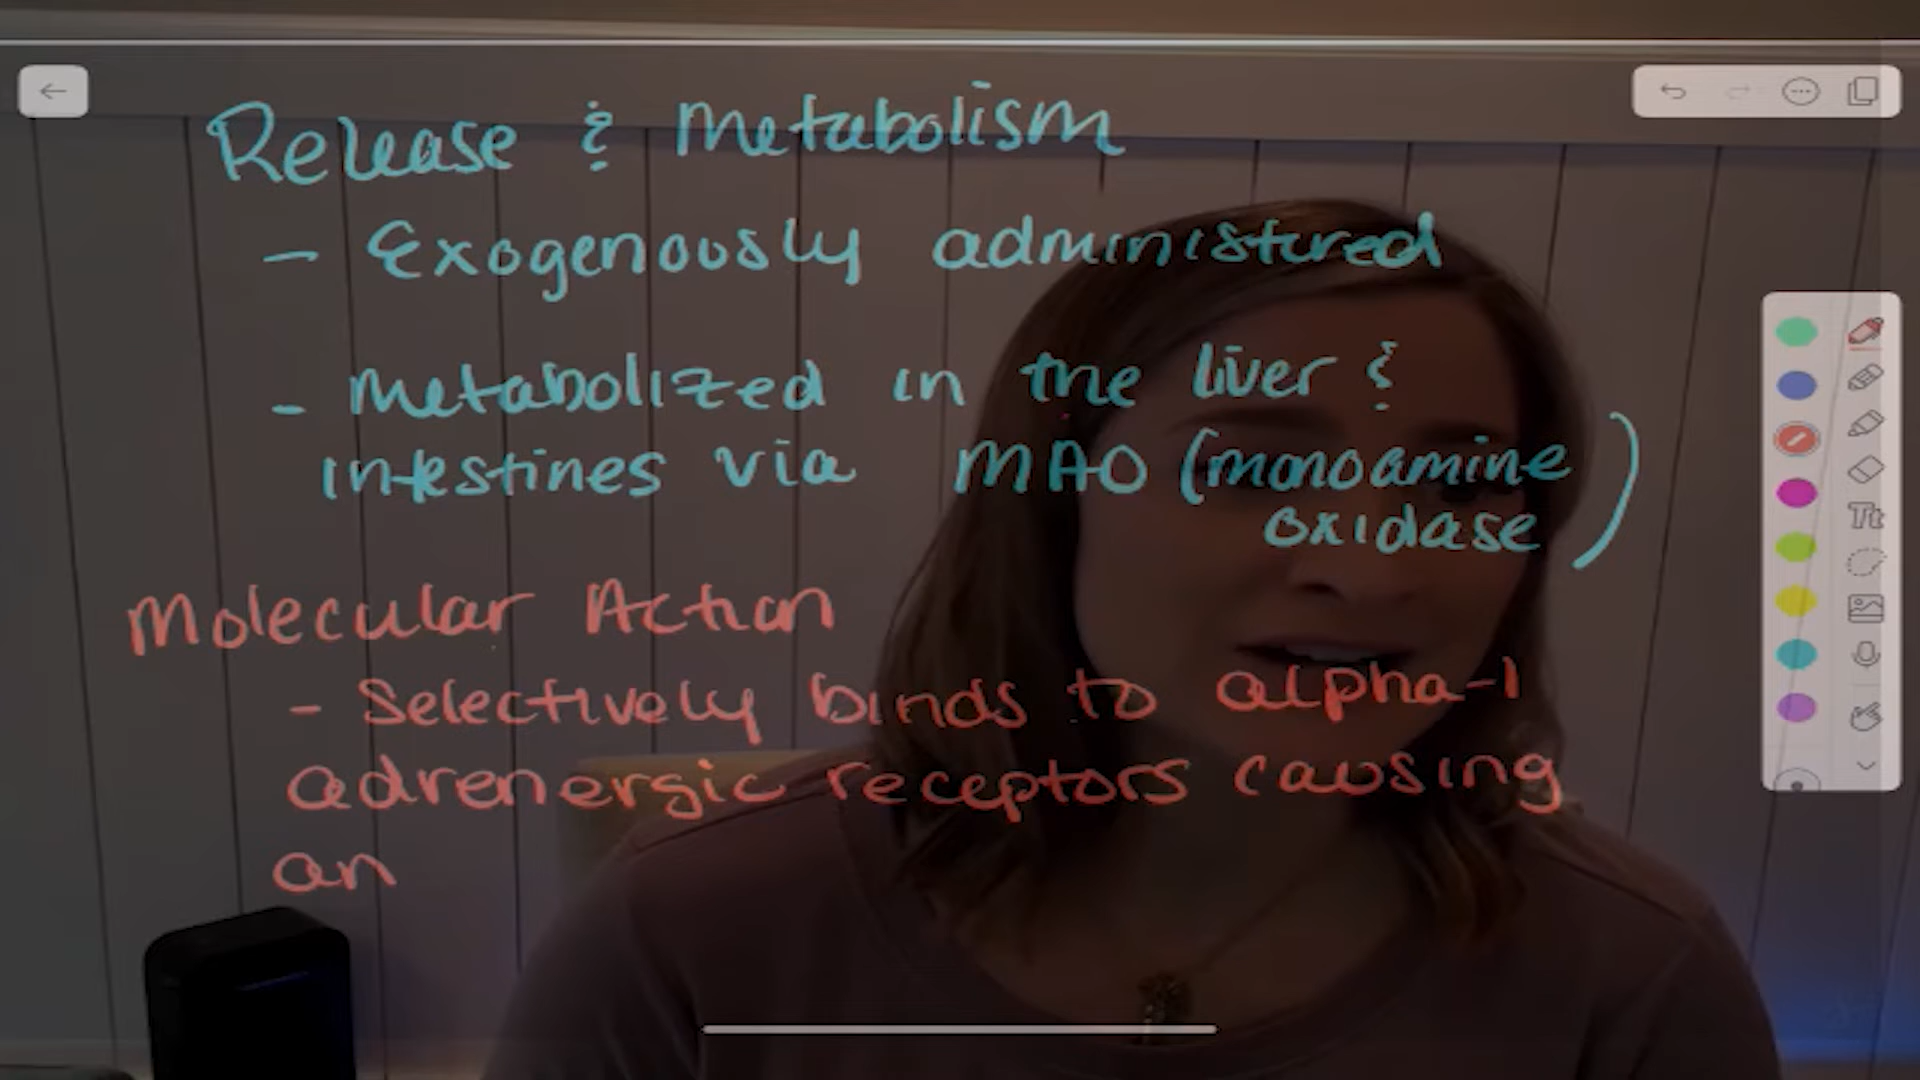 Release & Metabolism
- Exogenously administered
- Metabolized in the liver &
intestines via MAO (monoamine
oxidase)
Molecular Action
- Selectively binds to alpha-1
adrenergic receptors causing
an
Tt